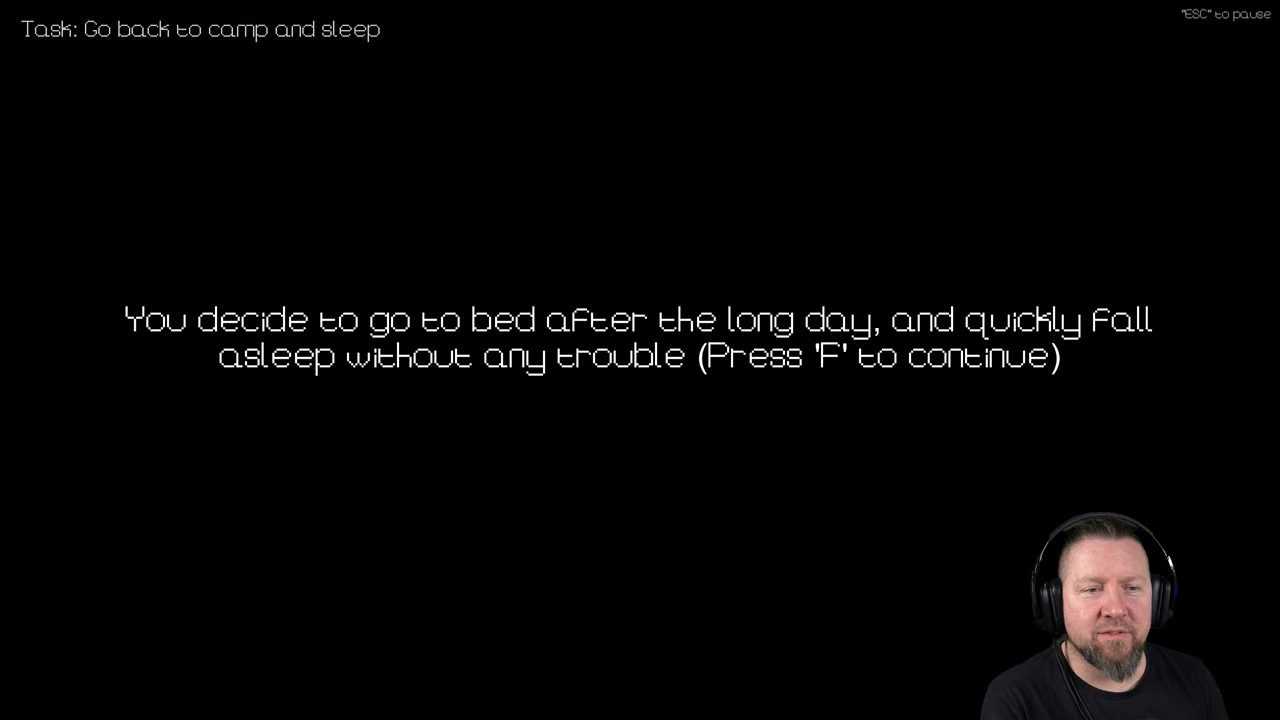 Task: Go back to camp and sleep
"ESC" to pause
You decide to go to bed after the long day, and quickly fall
asleep without any trouble (Press 'F' to continue)